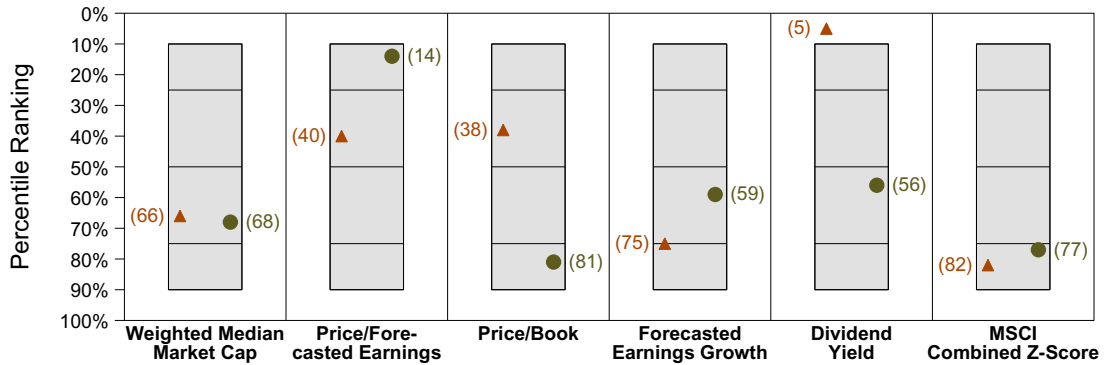 Percentile Ranking
0%
10%
20%
30%
40%
50%
60%
70%
80%
90%
100%
(66)
(68)
(40)
(14)
(38)
(81)
(75)
(59)
(5)
(56)
(82)
(77)
Weighted Median
Market Cap
Price/Fore-
casted Earnings
Price/Book
Forecasted
Earnings Growth
Dividend
Yield
MSCI
Combined Z-Score